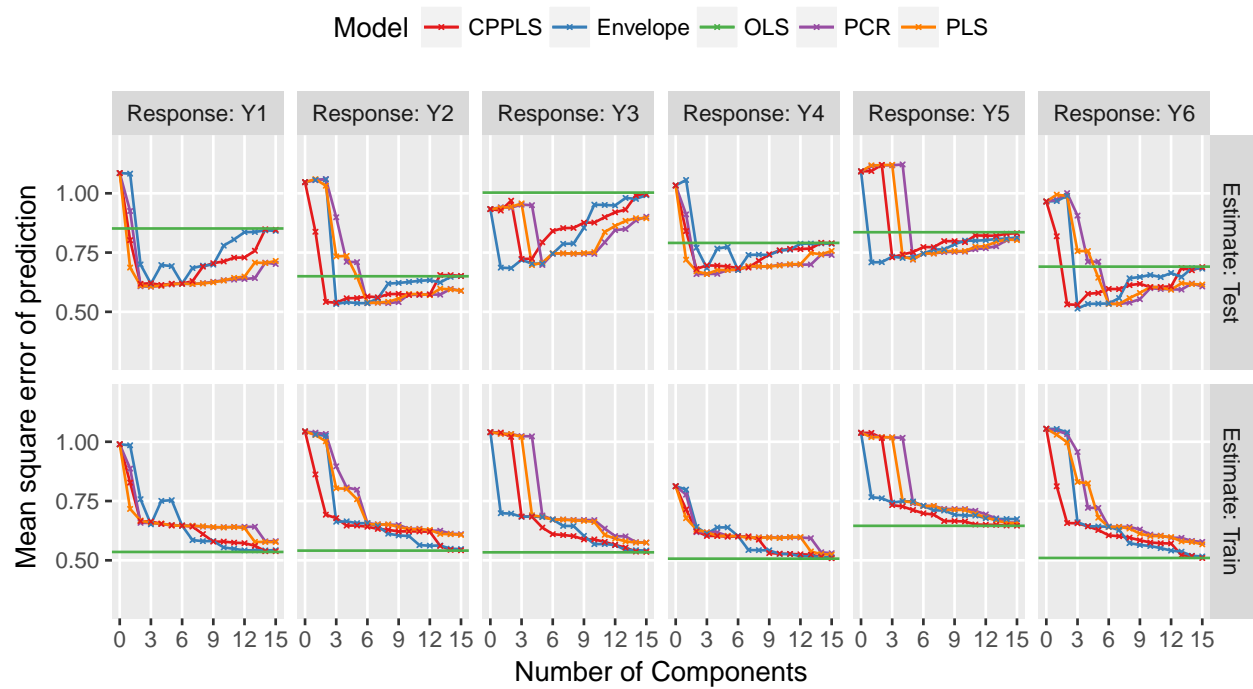 Model CPPLS Envelope OLS PCR PLS
Response: Y1 Response: Y2 Response: Y3 Response: Y4 Response: Y5 Response: Y6
Mean square error of prediction
1.00
0.75
0.50
Estimate: Test
1.00
0.75
0.50
Estimate: Train
0 3 6 9 12 15 0 3 6 9 12 15 0 3 6 9 12 15 0 3 6 9 12 15 0 3 6 9 12 15 0 3 6 9 12 15
Number of Components